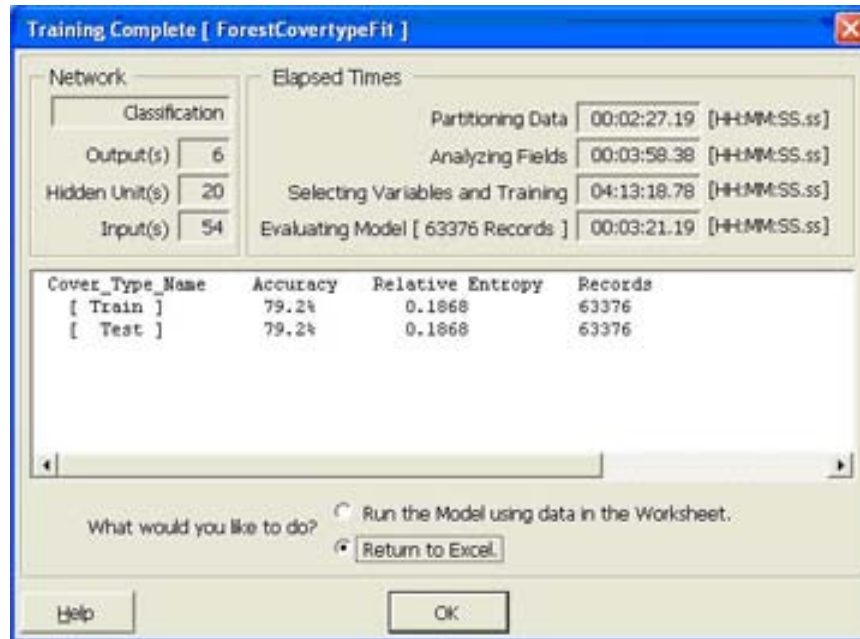 Training Complete [ ForestCovertypeFit ]
Network
Classification
Output(s) 6
Hidden Unit(s) 20
Input(s) 54
Elapsed Times
Partitioning Data 00:02:27.19 [HH:MM:SS.ss]
Analyzing Fields 00:03:58.38 [HH:MM:SS.ss]
Selecting Variables and Training 04:13:18.78 [HH:MM:SS.ss]
Evaluating Model [ 63376 Records ] 00:03:21.19 [HH:MM:SS.ss]
Cover_Type_Name Accuracy Relative Entropy Records
[ Train ] 79.2% 0.1868 63376
[ Test ] 79.2% 0.1868 63376
What would you like to do?
Run the Model using data in the Worksheet.
Return to Excel.
Help
OK